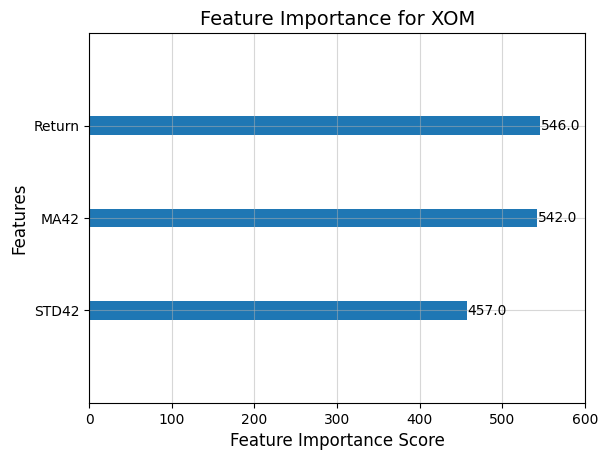 Feature Importance for XOM
Features
Return
546.0
MA42
542.0
STD42
457.0
0 100 200 300 400 500 600
Feature Importance Score